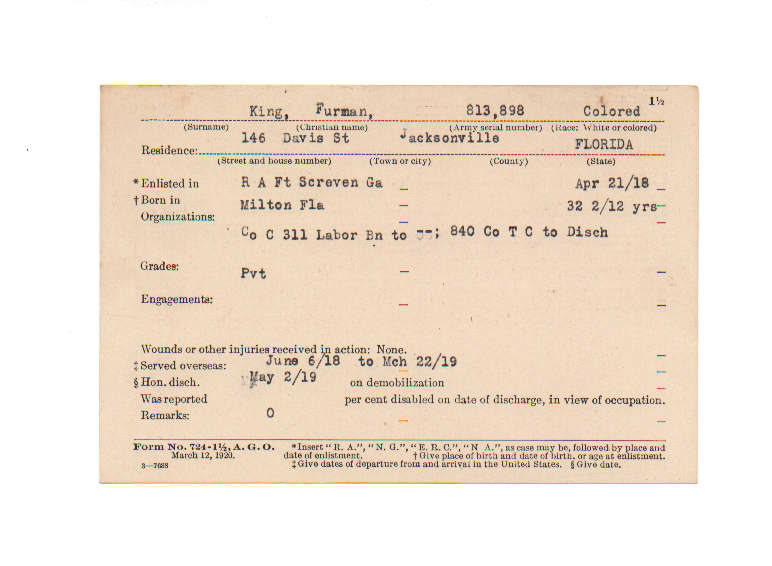 1½
King, Furman, 813,898 Colored
(Surname) (Christian name) (Army serial number) (Race: White or colored)
146 Davis St Jacksonville FLORIDA
Residence:
(Street and house number) (Town or city) (County) (State)
*Enlisted in R A Ft Screven Ga Apr 21/18
†Born in Milton Fla 32 2/12 yrs
Organizations:
Co C 311 Labor Bn to --; 840 Co T C to Disch
Grades: Pvt
Engagements:
Wounds or other injuries received in action: None.
‡Served overseas: June 6/18 to Mch 22/19
§Hon. disch. May 2/19 on demobilization
Was reported per cent disabled on date of discharge, in view of occupation.
Remarks: 0
Form No. 724-1½, A. G. O. *Insert "R. A.", "N. G.", "E. R. C.", "N A.", as case may be, followed by place and
March 12, 1920. date of enlistment. †Give place of birth and date of birth, or age at enlistment.
3—7688 ‡Give dates of departure from and arrival in the United States. §Give date.